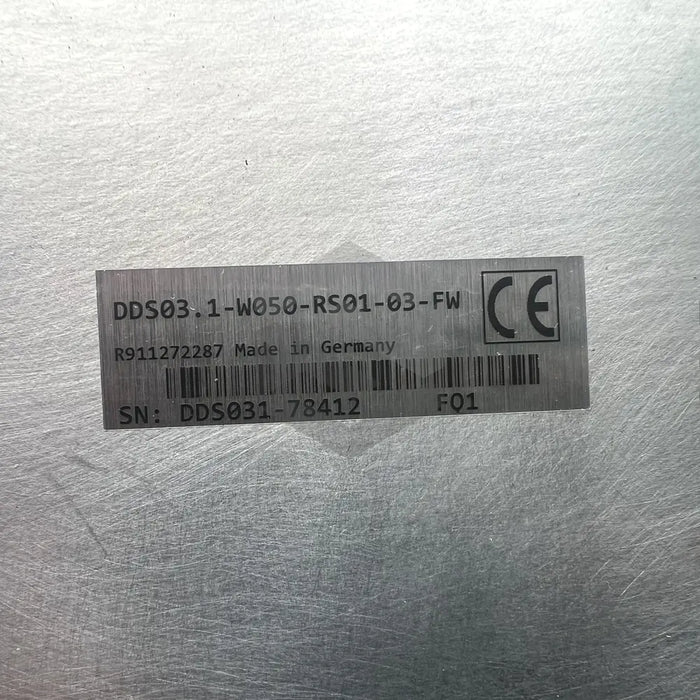 DDS03.1-W050-RS01-03-FW CE
R911272287 Made in Germany
SN: DDS031-78412 FQ1